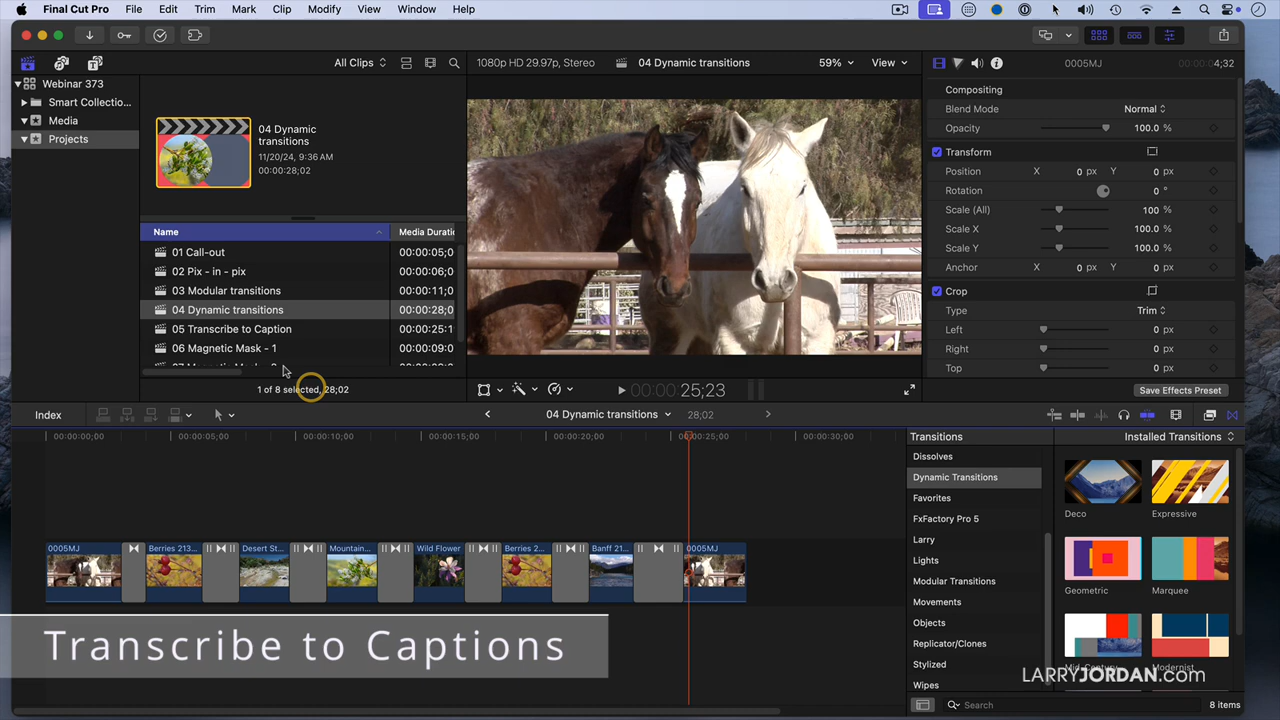 Final Cut Pro File Edit Trim Mark Clip Modify View Window Help
All Clips
1080p HD 29.97p, Stereo
04 Dynamic transitions
59%
View
0005MJ
4;32
Webinar 373
Smart Collectio...
Media
Projects
04 Dynamic
transitions
11/20/24, 9:36 AM
00:00:28;02
Name Media Duratio
01 Call-out 00:00:05;0
02 Pix - in - pix 00:00:06;0
03 Modular transitions 00:00:11;0
04 Dynamic transitions 00:00:28;0
05 Transcribe to Caption 00:00:25:1
06 Magnetic Mask - 1 00:00:09:0
1 of 8 selected, 28;02
00:00:00:25;23
Compositing
Blend Mode Normal
Opacity 100.0 %
Transform
Position X 0 px Y 0 px
Rotation 0 °
Scale (All) 100 %
Scale X 100.0 %
Scale Y 100.0 %
Anchor X 0 px Y 0 px
Crop
Type Trim
Left 0 px
Right 0 px
Top 0 px
Save Effects Preset
Index
04 Dynamic transitions 28;02
00:00:00;00 00:00:05;00 00:00:10;00 00:00:15;00 00:00:20;00 00:00:25;00 00:00:30;00
0005MJ Berries 213... Desert St... Mountain... Wild Flower Berries 2... Banff 21... 0005MJ
Transitions
Installed Transitions
Dissolves
Dynamic Transitions
Favorites
FxFactory Pro 5
Larry
Lights
Modular Transitions
Movements
Objects
Replicator/Clones
Stylized
Wipes
Deco Expressive
Geometric Marquee
Mid-Century Modernist
Search
8 items
Transcribe to Captions
LARRYJORDAN.com